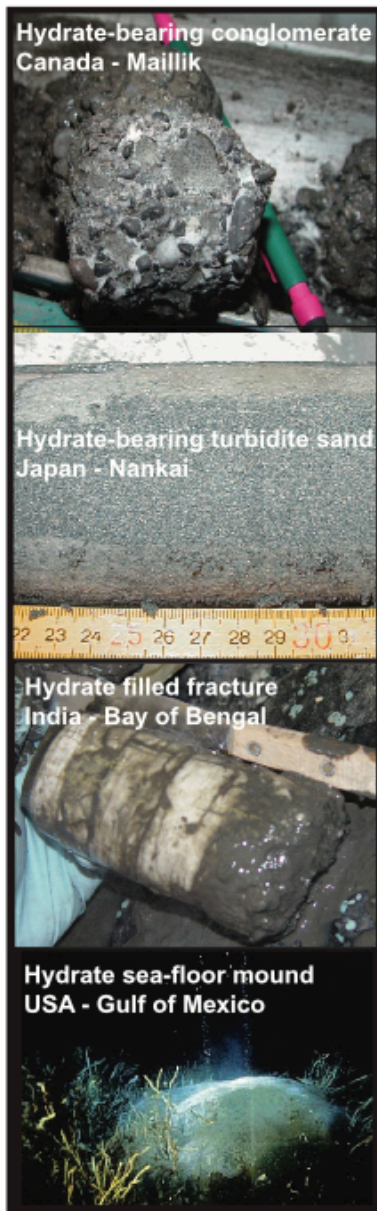 Hydrate-bearing conglomerate
Canada - Maillik
Hydrate-bearing turbidite sand
Japan - Nankai
22 23 24 25 26 27 28 29 30 3
Hydrate filled fracture
India - Bay of Bengal
Hydrate sea-floor mound
USA - Gulf of Mexico